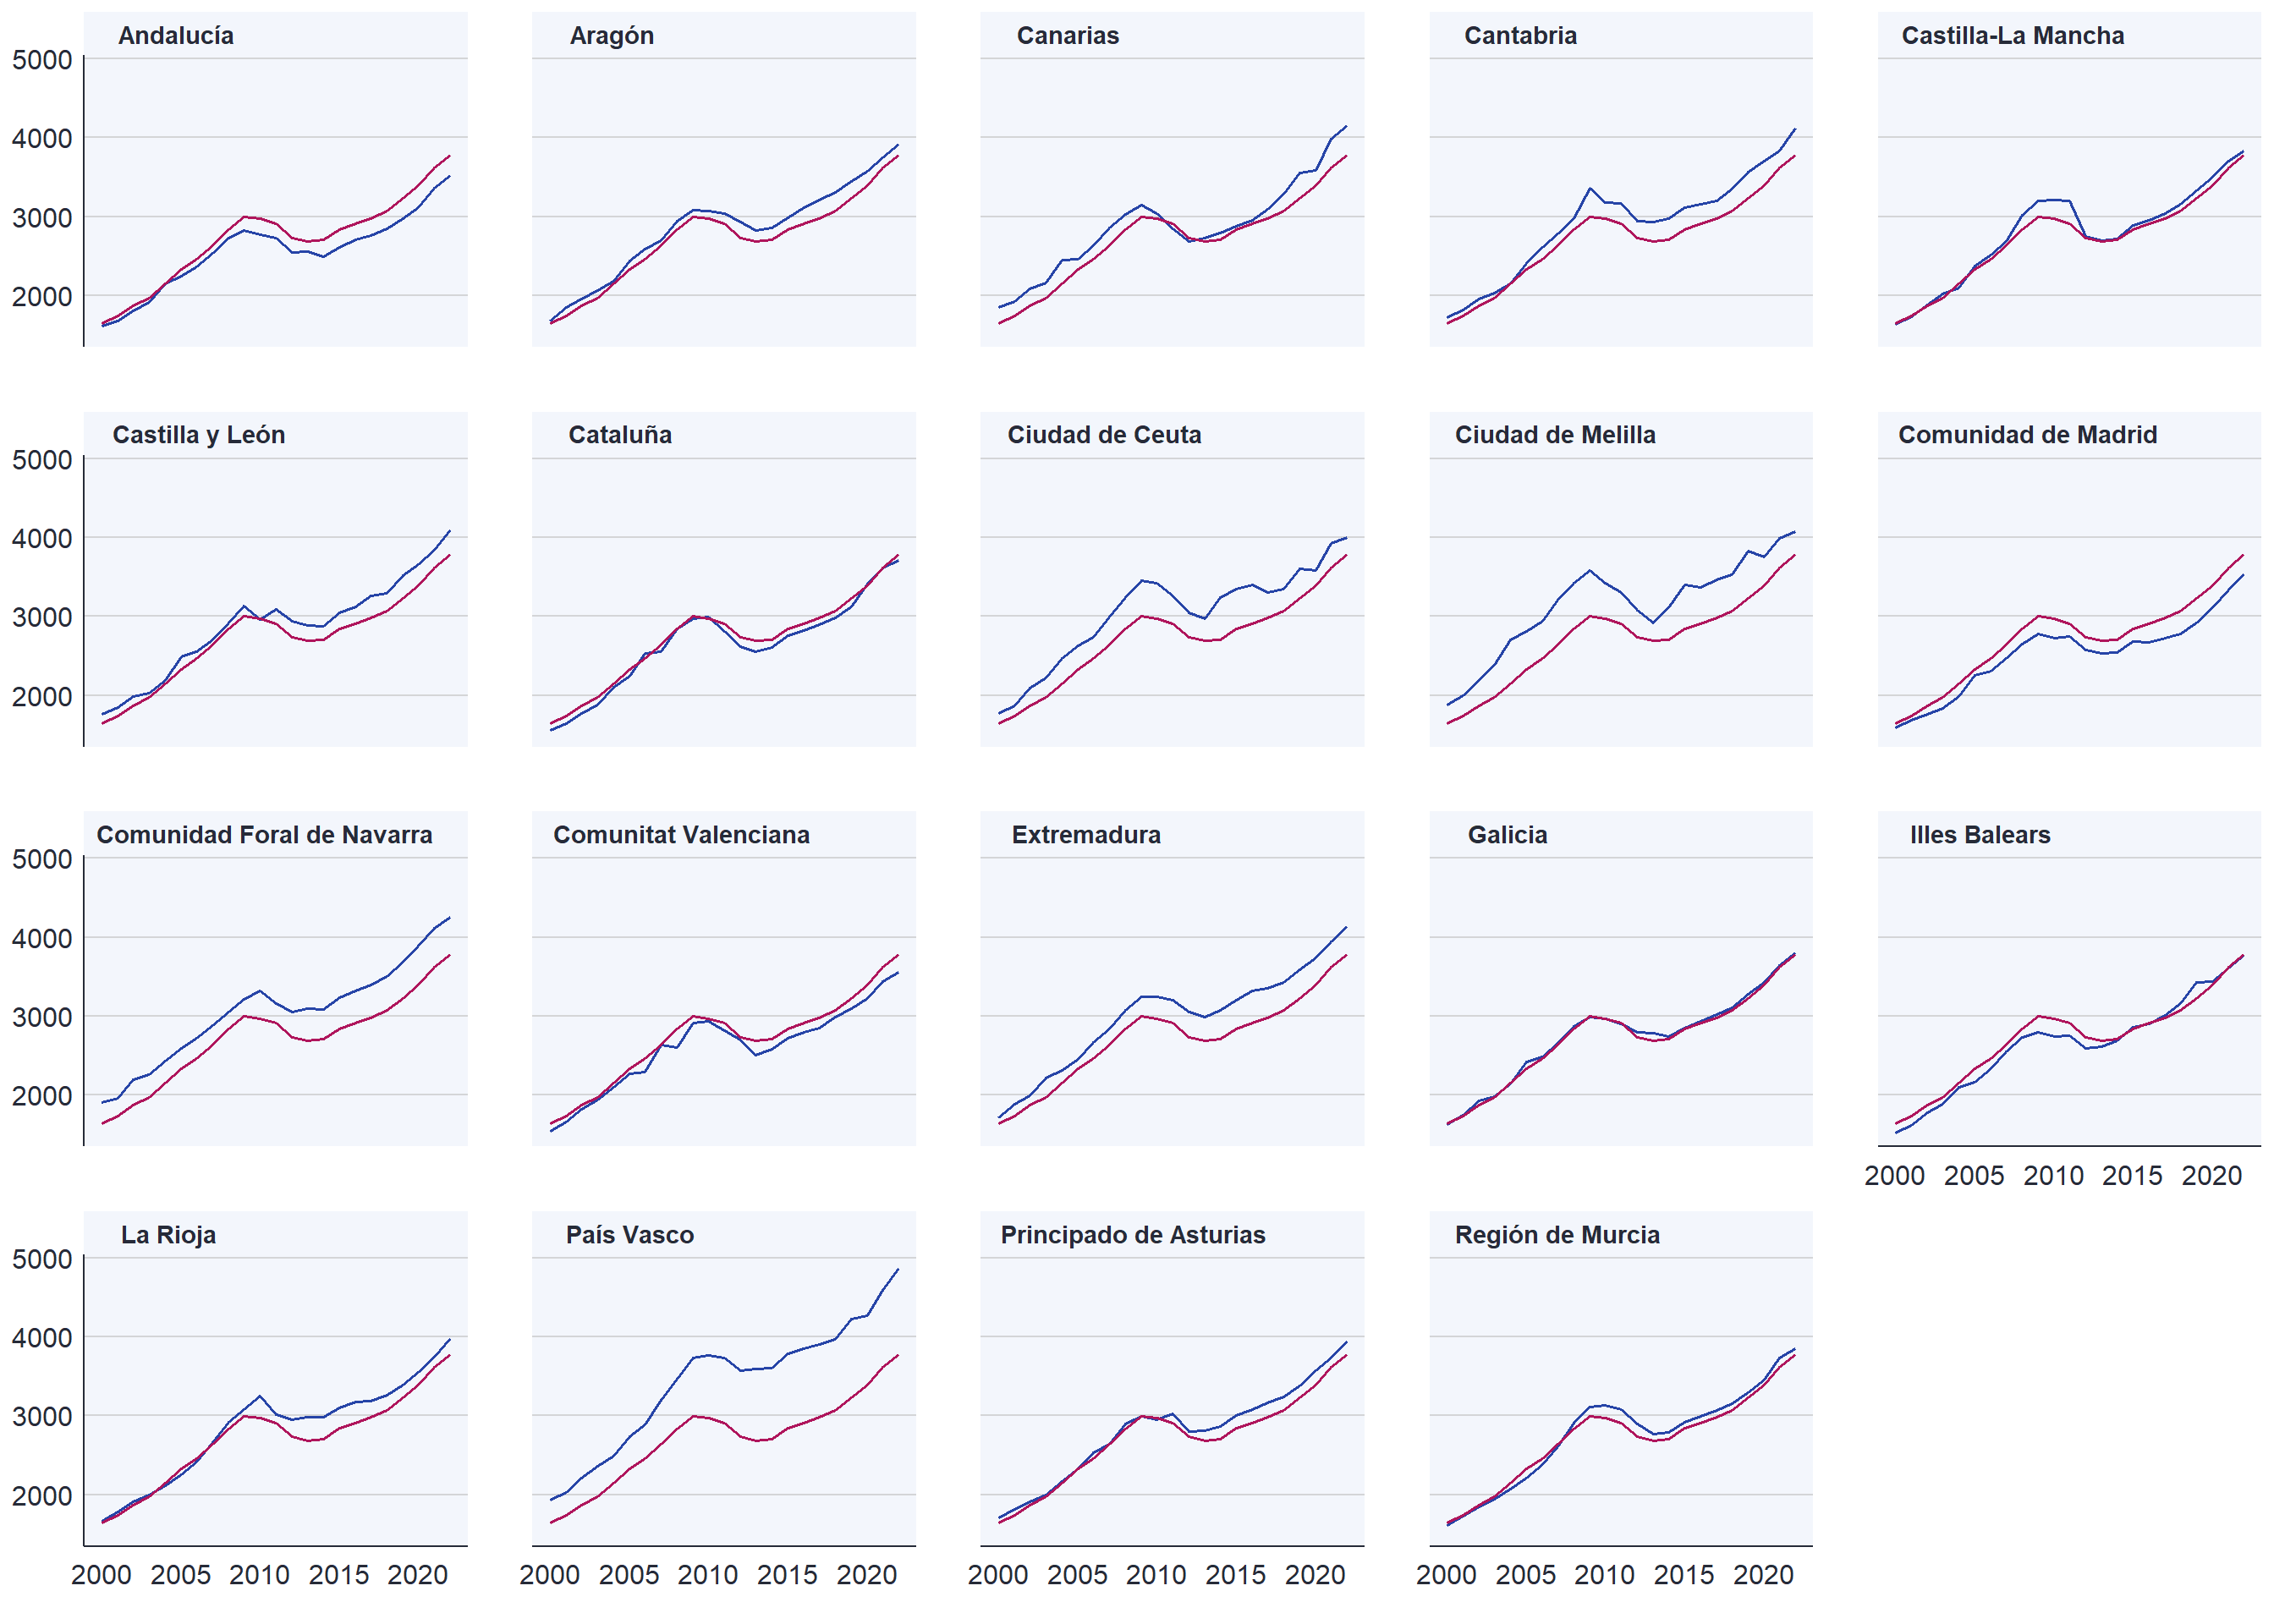 Andalucía
Aragón
Canarias
Cantabria
Castilla-La Mancha
5000
4000
3000
2000
Castilla y León
Cataluña
Ciudad de Ceuta
Ciudad de Melilla
Comunidad de Madrid
5000
4000
3000
2000
Comunidad Foral de Navarra
Comunitat Valenciana
Extremadura
Galicia
Illes Balears
5000
4000
3000
2000
2000 2005 2010 2015 2020
La Rioja
País Vasco
Principado de Asturias
Región de Murcia
5000
4000
3000
2000
2000 2005 2010 2015 2020
2000 2005 2010 2015 2020
2000 2005 2010 2015 2020
2000 2005 2010 2015 2020